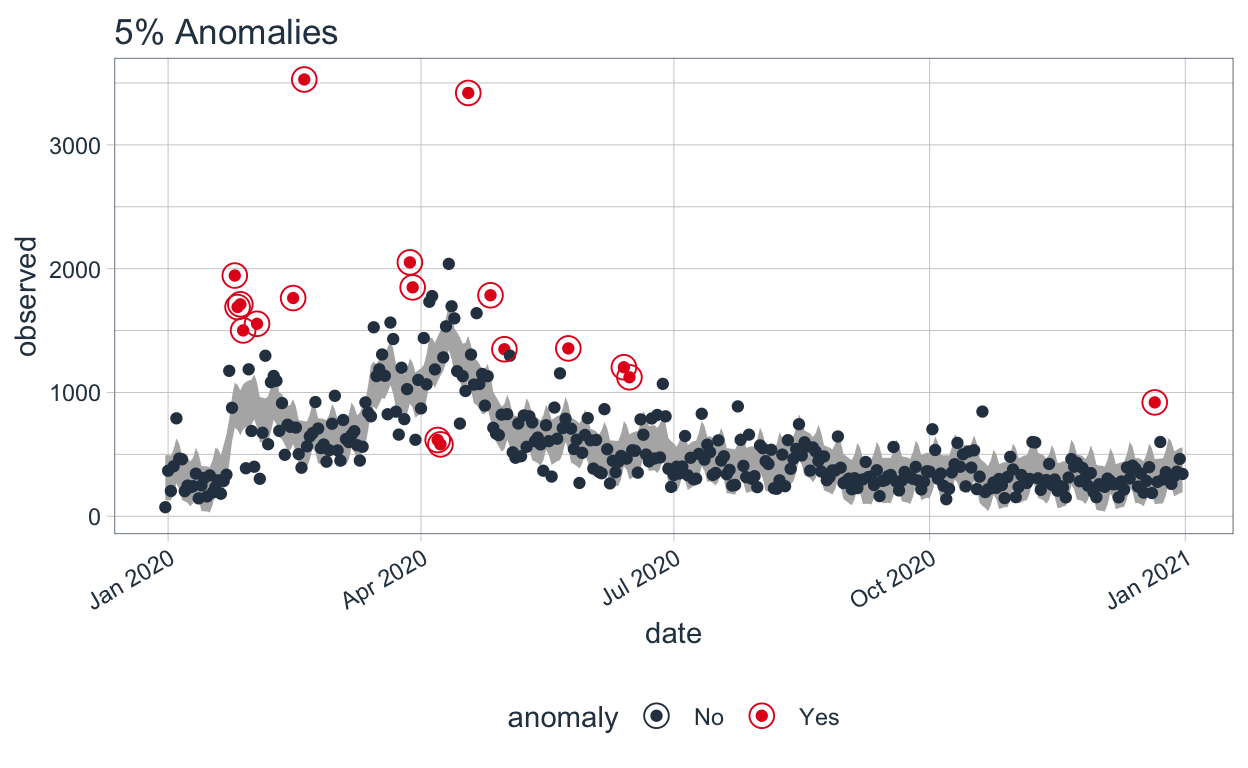 5% Anomalies
observed
3000
2000
1000
0
Jan 2020
Apr 2020
Jul 2020
Oct 2020
Jan 2021
date
anomaly No Yes